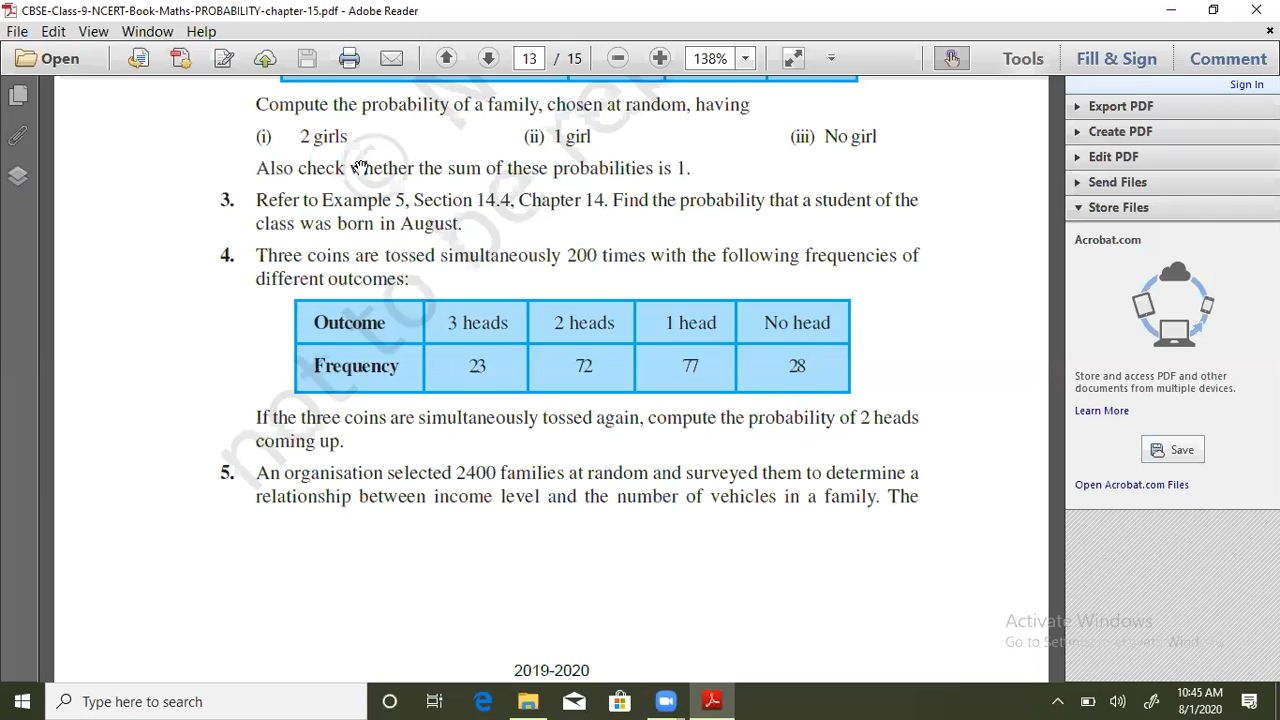 CBSE-Class-9-NCERT-Book-Maths-PROBABILITY-chapter-15.pdf - Adobe Reader
File Edit View Window Help
Open 13 / 15 138% Tools Fill & Sign Comment
Sign In
Export PDF
Create PDF
Edit PDF
Send Files
Store Files
Acrobat.com
Store and access PDF and other
documents from multiple devices.
Learn More
Save
Open Acrobat.com Files
Compute the probability of a family, chosen at random, having
(i) 2 girls (ii) 1 girl (iii) No girl
Also check whether the sum of these probabilities is 1.
3. Refer to Example 5, Section 14.4, Chapter 14. Find the probability that a student of the
class was born in August.
4. Three coins are tossed simultaneously 200 times with the following frequencies of
different outcomes:
Outcome 3 heads 2 heads 1 head No head
Frequency 23 72 77 28
If the three coins are simultaneously tossed again, compute the probability of 2 heads
coming up.
5. An organisation selected 2400 families at random and surveyed them to determine a
relationship between income level and the number of vehicles in a family. The
2019-2020
© N
not to be rep
Activate Windows
Type here to search
10:45 AM
8/1/2020